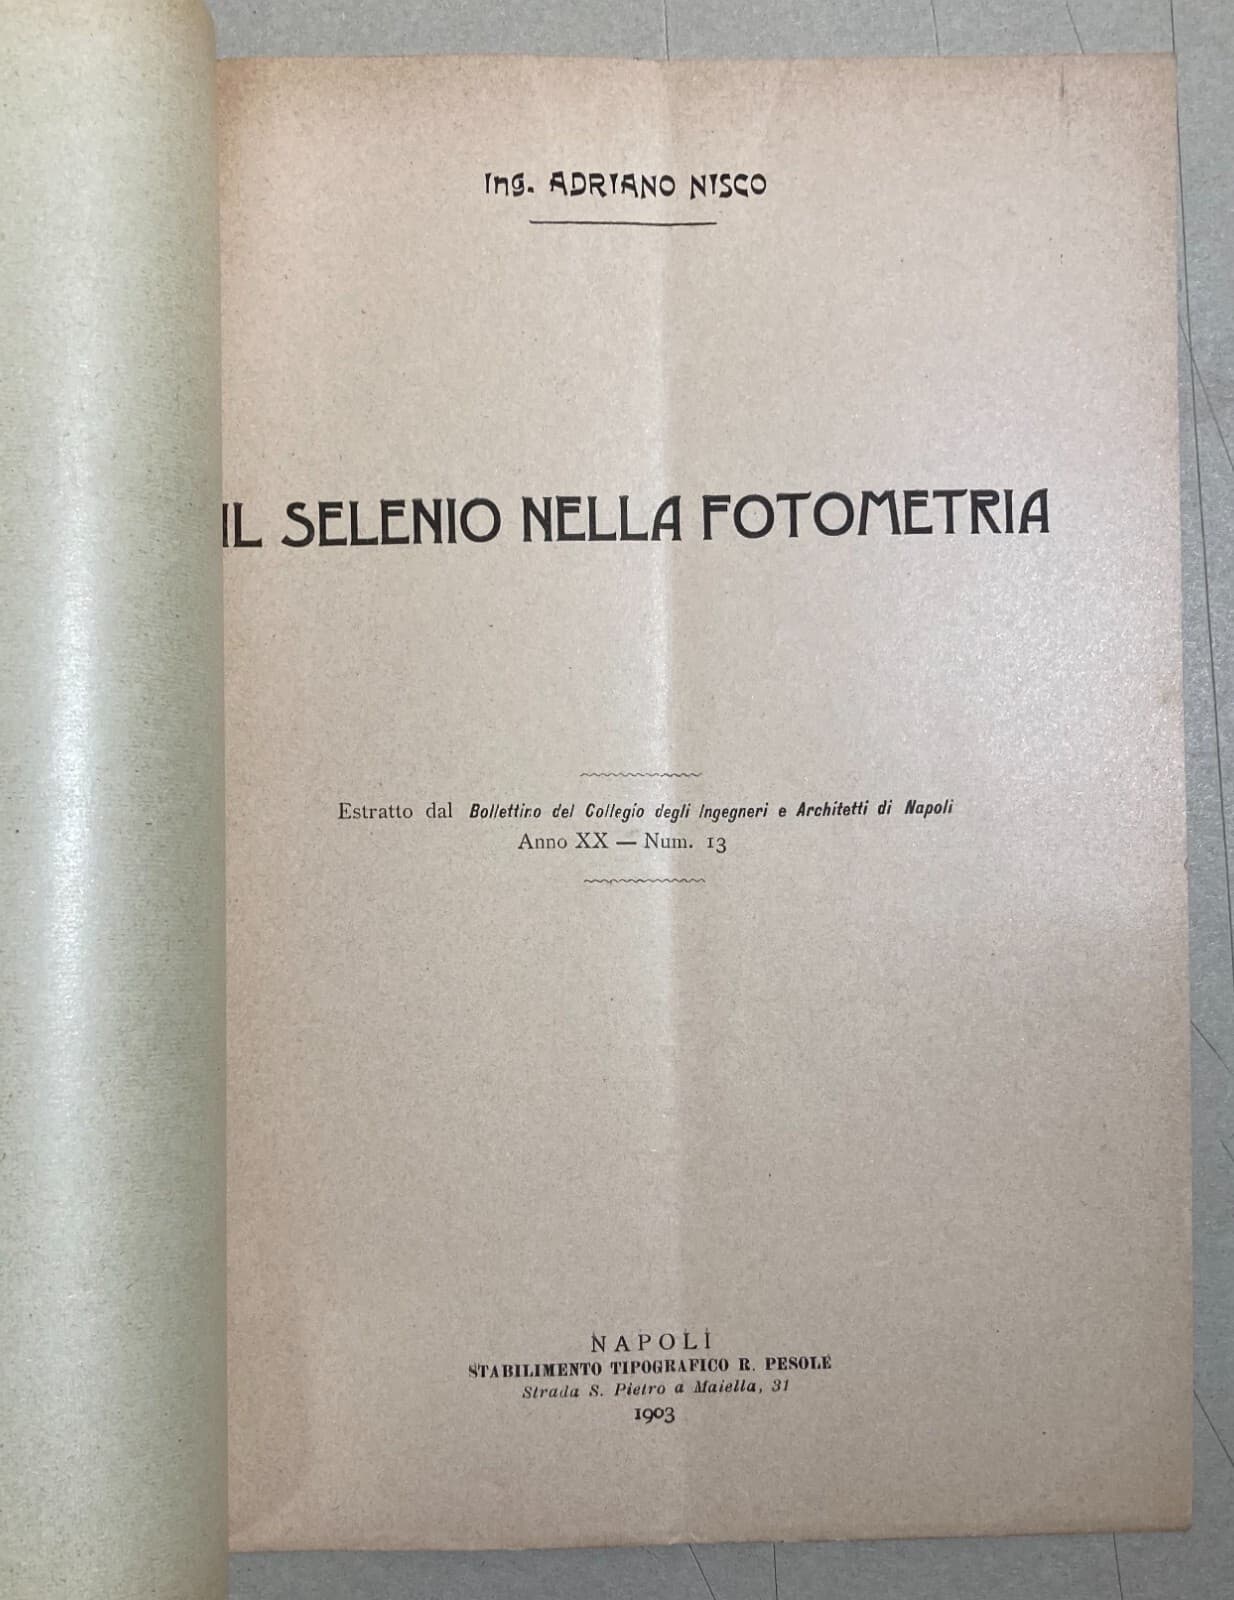 Ing. ADRIANO NISCO
IL SELENIO NELLA FOTOMETRIA
Estratto dal Bollettino del Collegio degli Ingegneri e Architetti di Napoli
Anno XX — Num. 13
NAPOLI
STABILIMENTO TIPOGRAFICO R. PESOLE
Strada S. Pietro a Maiella, 31
1903